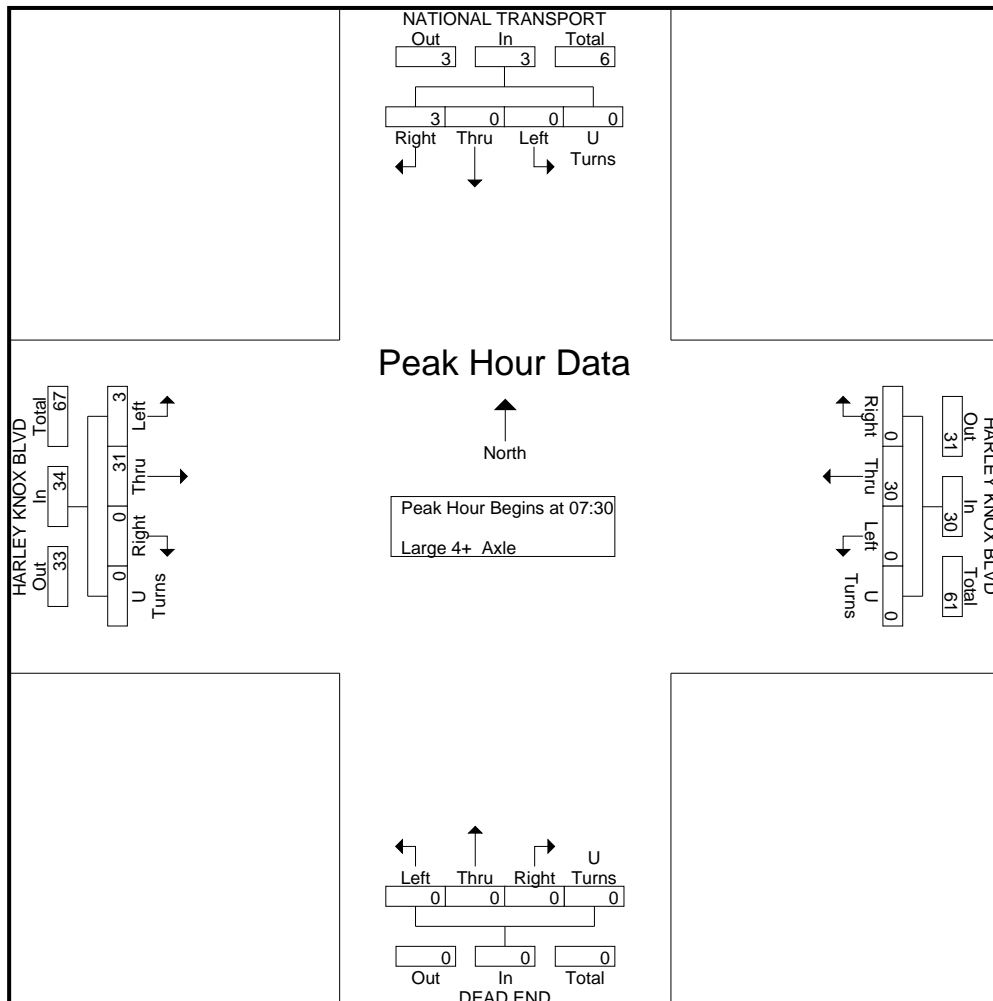 NATIONAL TRANSPORT
Out In Total
3 3 6
3 0 0 0
Right Thru Left U Turns
Peak Hour Data
North
Peak Hour Begins at 07:30
Large 4+ Axle
HARLEY KNOX BLVD
Total In Out
67 34 33
3 31 0 0
Left Thru Right U Turns
Right Thru Left U Turns
0 30 0 0
31 30 61
Out In Total
HARLEY KNOX BLVD
Left Thru Right U Turns
0 0 0 0
0 0 0
Out In Total
DEAD END